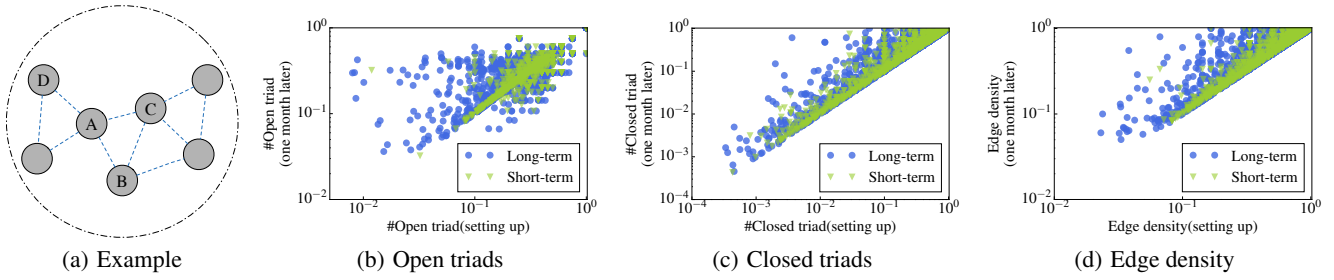 D
A
C
B
(a) Example
10^0
10^-1
10^-2
#Open triad
(one month later)
Long-term
Short-term
10^-2
10^-1
10^0
#Open triad(setting up)
(b) Open triads
10^0
10^-1
10^-2
10^-3
10^-4
#Closed triad
(one month later)
Long-term
Short-term
10^-4
10^-3
10^-2
10^-1
10^0
#Closed triad(setting up)
(c) Closed triads
10^0
10^-1
10^-2
Edge density
(one month later)
Long-term
Short-term
10^-2
10^-1
10^0
Edge density(setting up)
(d) Edge density